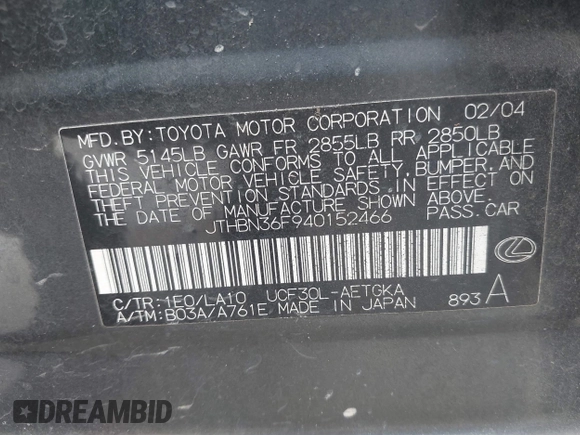 MFD. BY: TOYOTA MOTOR CORPORATION 02/04
GVWR 5145LB GAWR FR 2855LB RR 2850LB
THIS VEHICLE CONFORMS TO ALL APPLICABLE
FEDERAL MOTOR VEHICLE SAFETY, BUMPER, AND
THEFT PREVENTION STANDARDS IN EFFECT ON
THE DATE OF MANUFACTURE SHOWN ABOVE.
JTHBN36F940152466 PASS. CAR
C/TR: 1E0/LA10 UCF30L-AETGKA
A/TM: B03A/A761E MADE IN JAPAN 893 A
DREAMBID